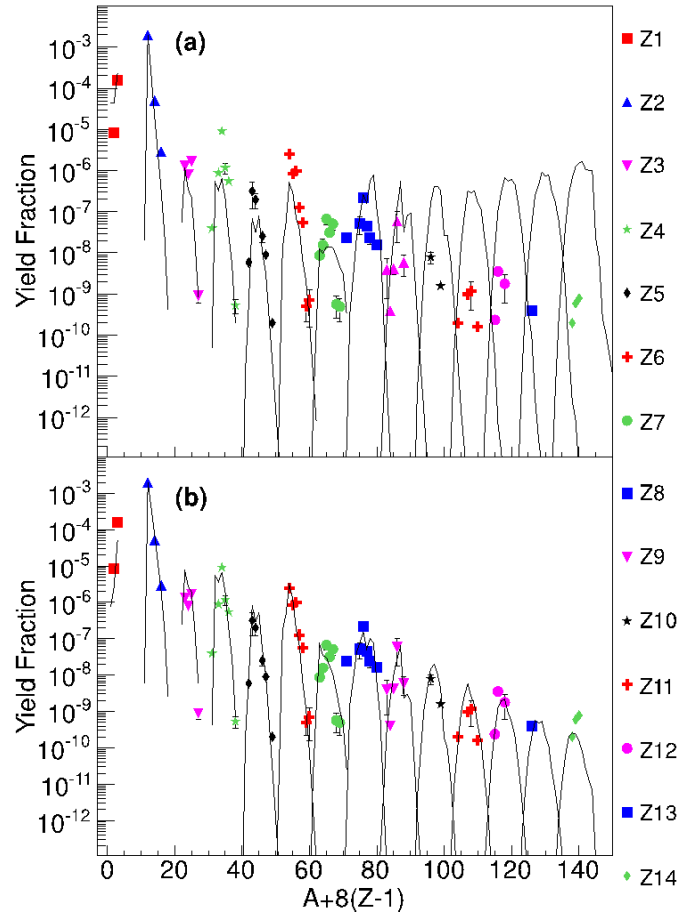 (a)
Yield Fraction
10^-3
10^-4
10^-5
10^-6
10^-7
10^-8
10^-9
10^-10
10^-11
10^-12
(b)
Yield Fraction
10^-3
10^-4
10^-5
10^-6
10^-7
10^-8
10^-9
10^-10
10^-11
10^-12
0 20 40 60 80 100 120 140
A+8(Z-1)
Z1
Z2
Z3
Z4
Z5
Z6
Z7
Z8
Z9
Z10
Z11
Z12
Z13
Z14